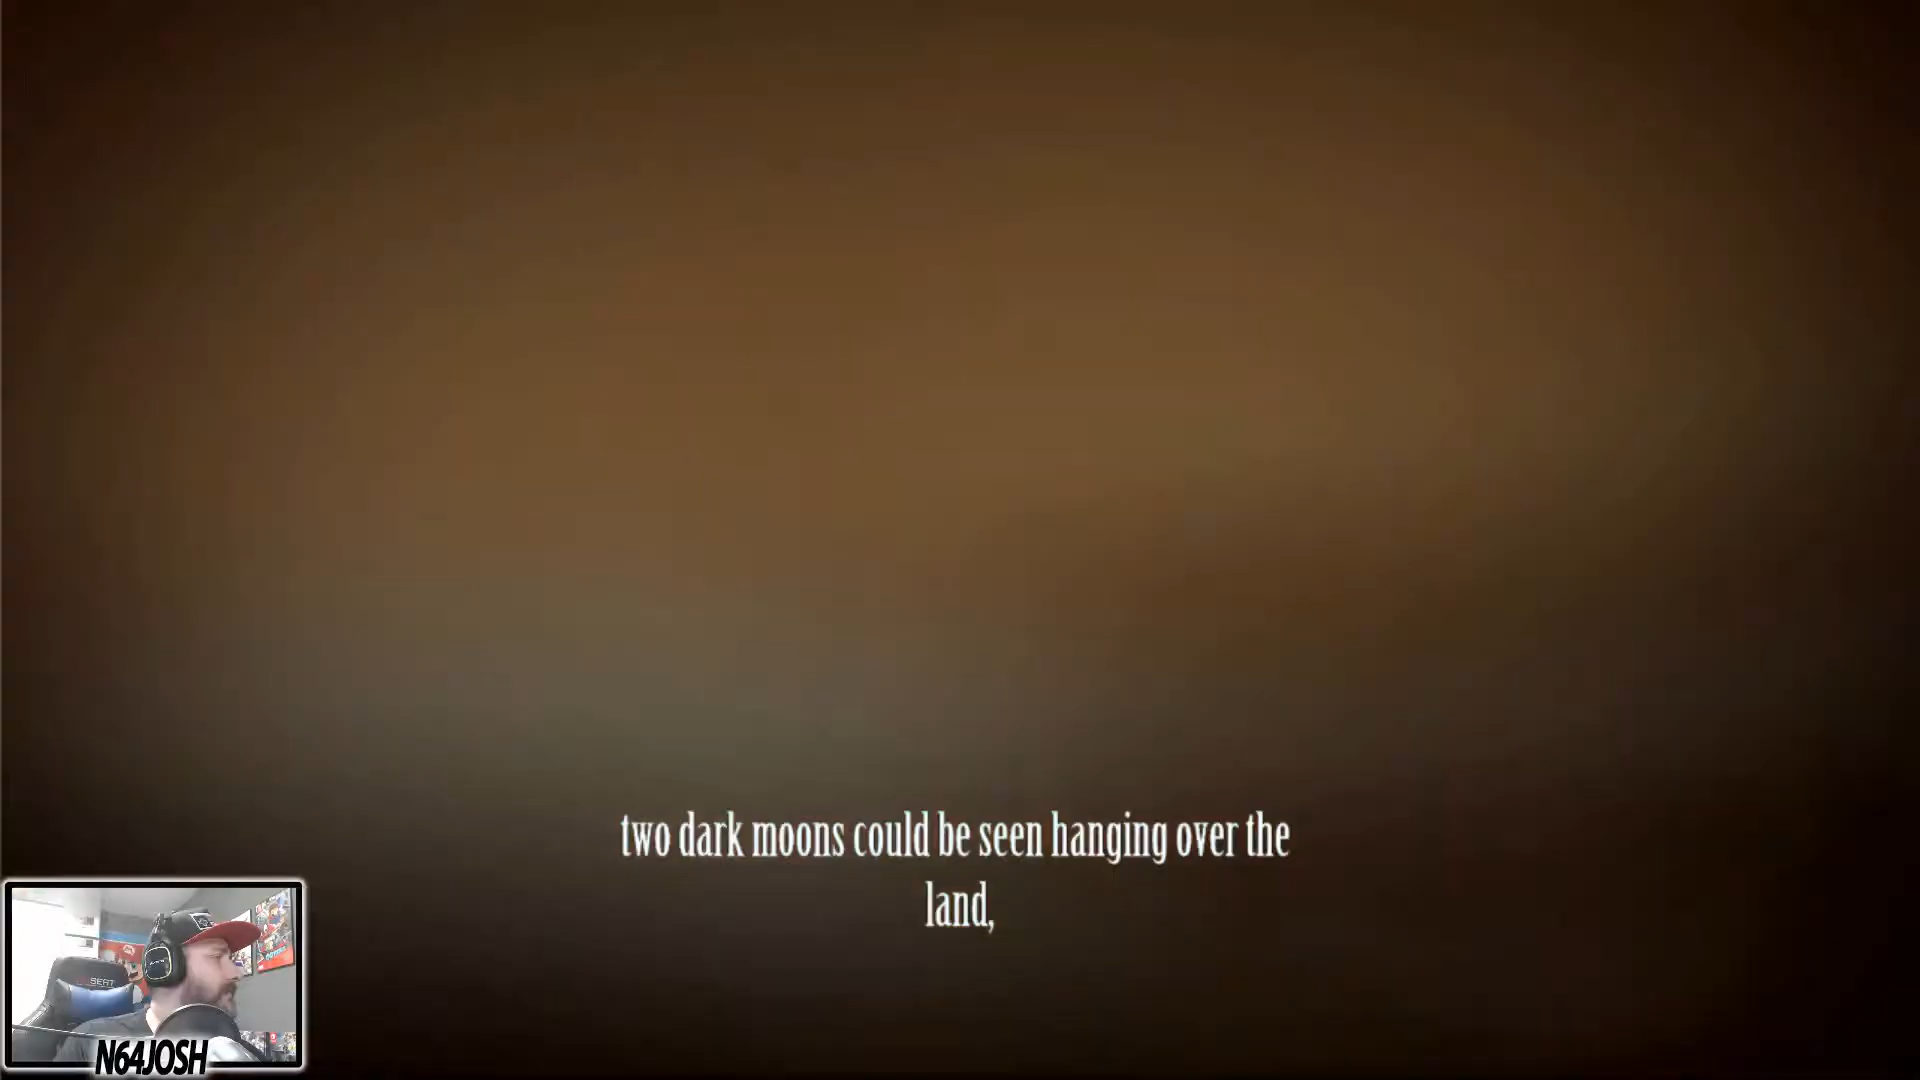 two dark moons could be seen hanging over the
land,
N64JOSH